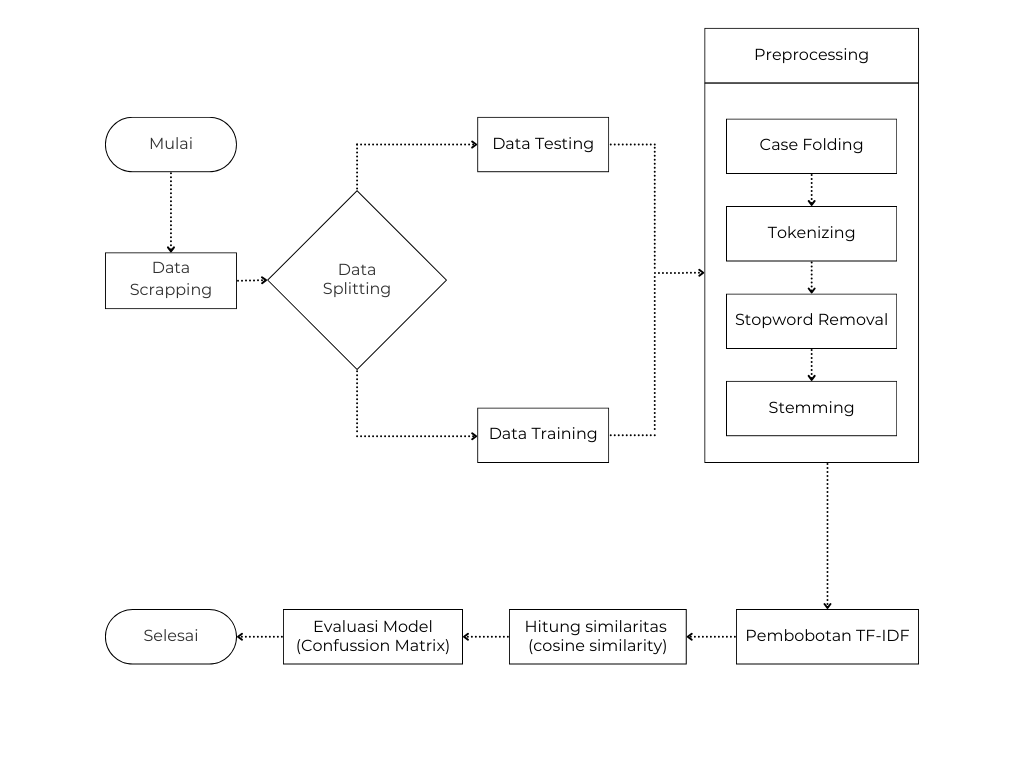 Mulai
Data
Scrapping
Data
Splitting
Data Testing
Data Training
Preprocessing
Case Folding
Tokenizing
Stopword Removal
Stemming
Pembobotan TF-IDF
Hitung similaritas
(cosine similarity)
Evaluasi Model
(Confussion Matrix)
Selesai